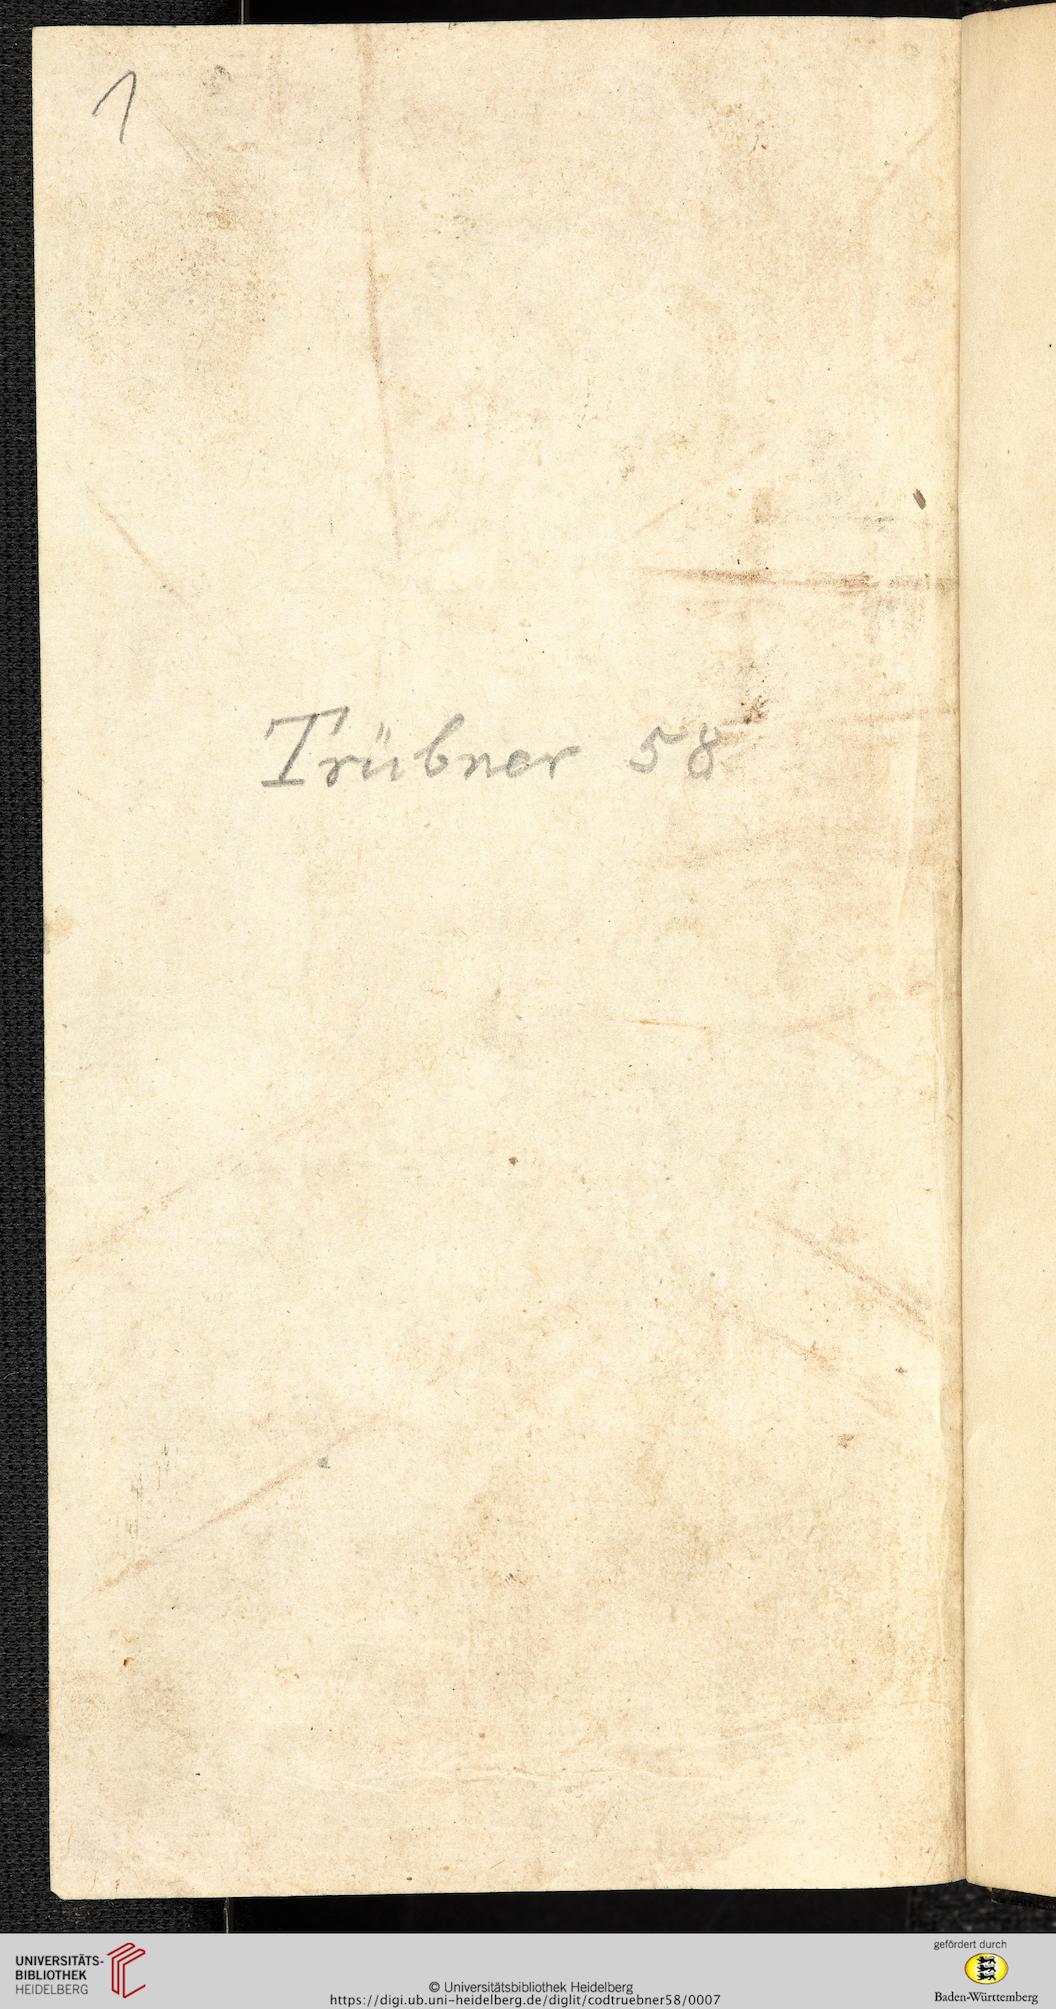 1
Trübner 58
UNIVERSITÄTS-
BIBLIOTHEK
HEIDELBERG
© Universitätsbibliothek Heidelberg
https://digi.ub.uni-heidelberg.de/diglit/codtruebner58/0007
gefördert durch
Baden-Württemberg